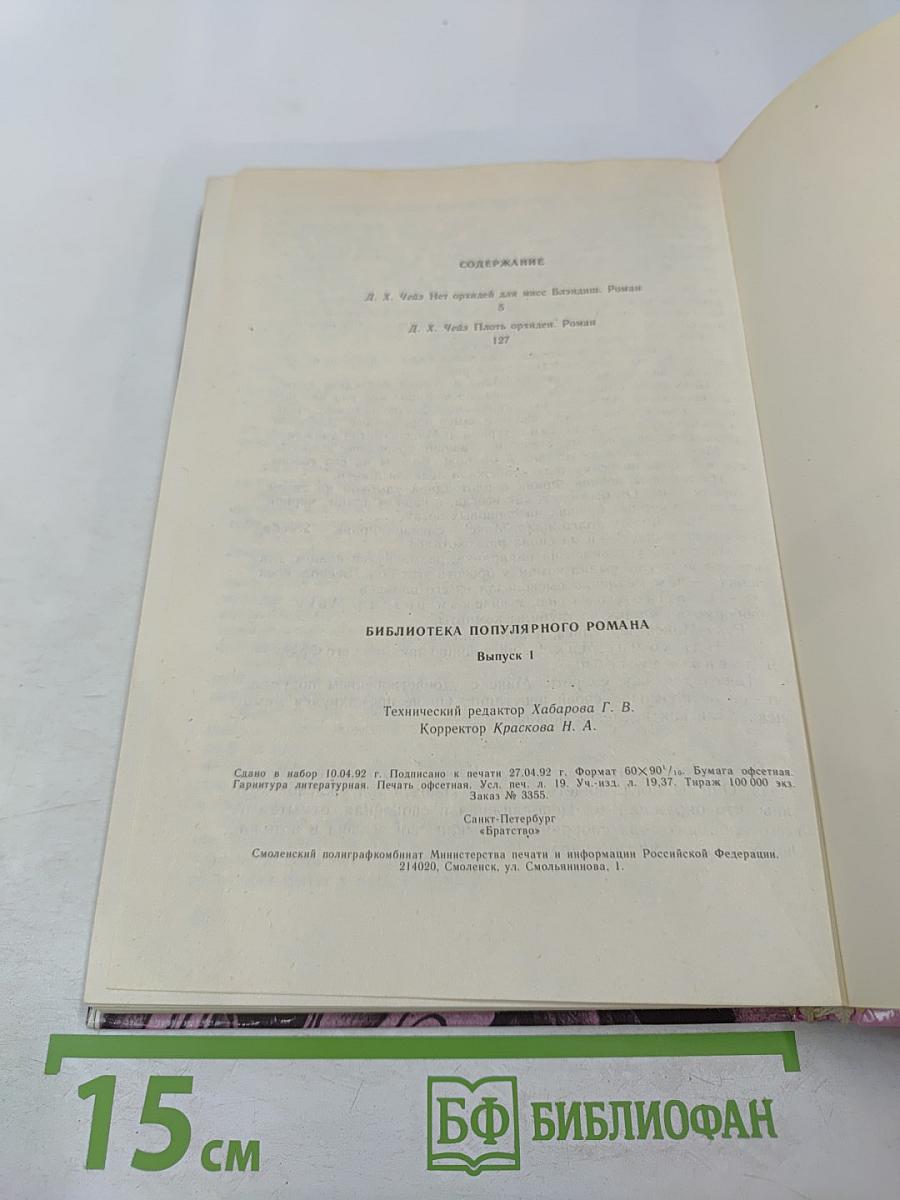 СОДЕРЖАНИЕ
Д. Х. Чейз Нет орхидей для мисс Блэндиш. Роман
5
Д. Х. Чейз Плоть орхидеи. Роман
127
БИБЛИОТЕКА ПОПУЛЯРНОГО РОМАНА
Выпуск 1
Технический редактор Хабарова Г. В.
Корректор Краскова Н. А.
Сдано в набор 10.04.92 г. Подписано к печати 27.04.92 г. Формат 60×90¹/₁₆. Бумага офсетная.
Гарнитура литературная. Печать офсетная. Усл. печ. л. 19. Уч.-изд. л. 19,37. Тираж 100 000 экз.
Заказ № 3355.
Санкт-Петербург
«Братство»
Смоленский полиграфкомбинат Министерства печати и информации Российской Федерации.
214020, Смоленск, ул. Смольянинова, 1.
15 см
БФ БИБЛИОФАН